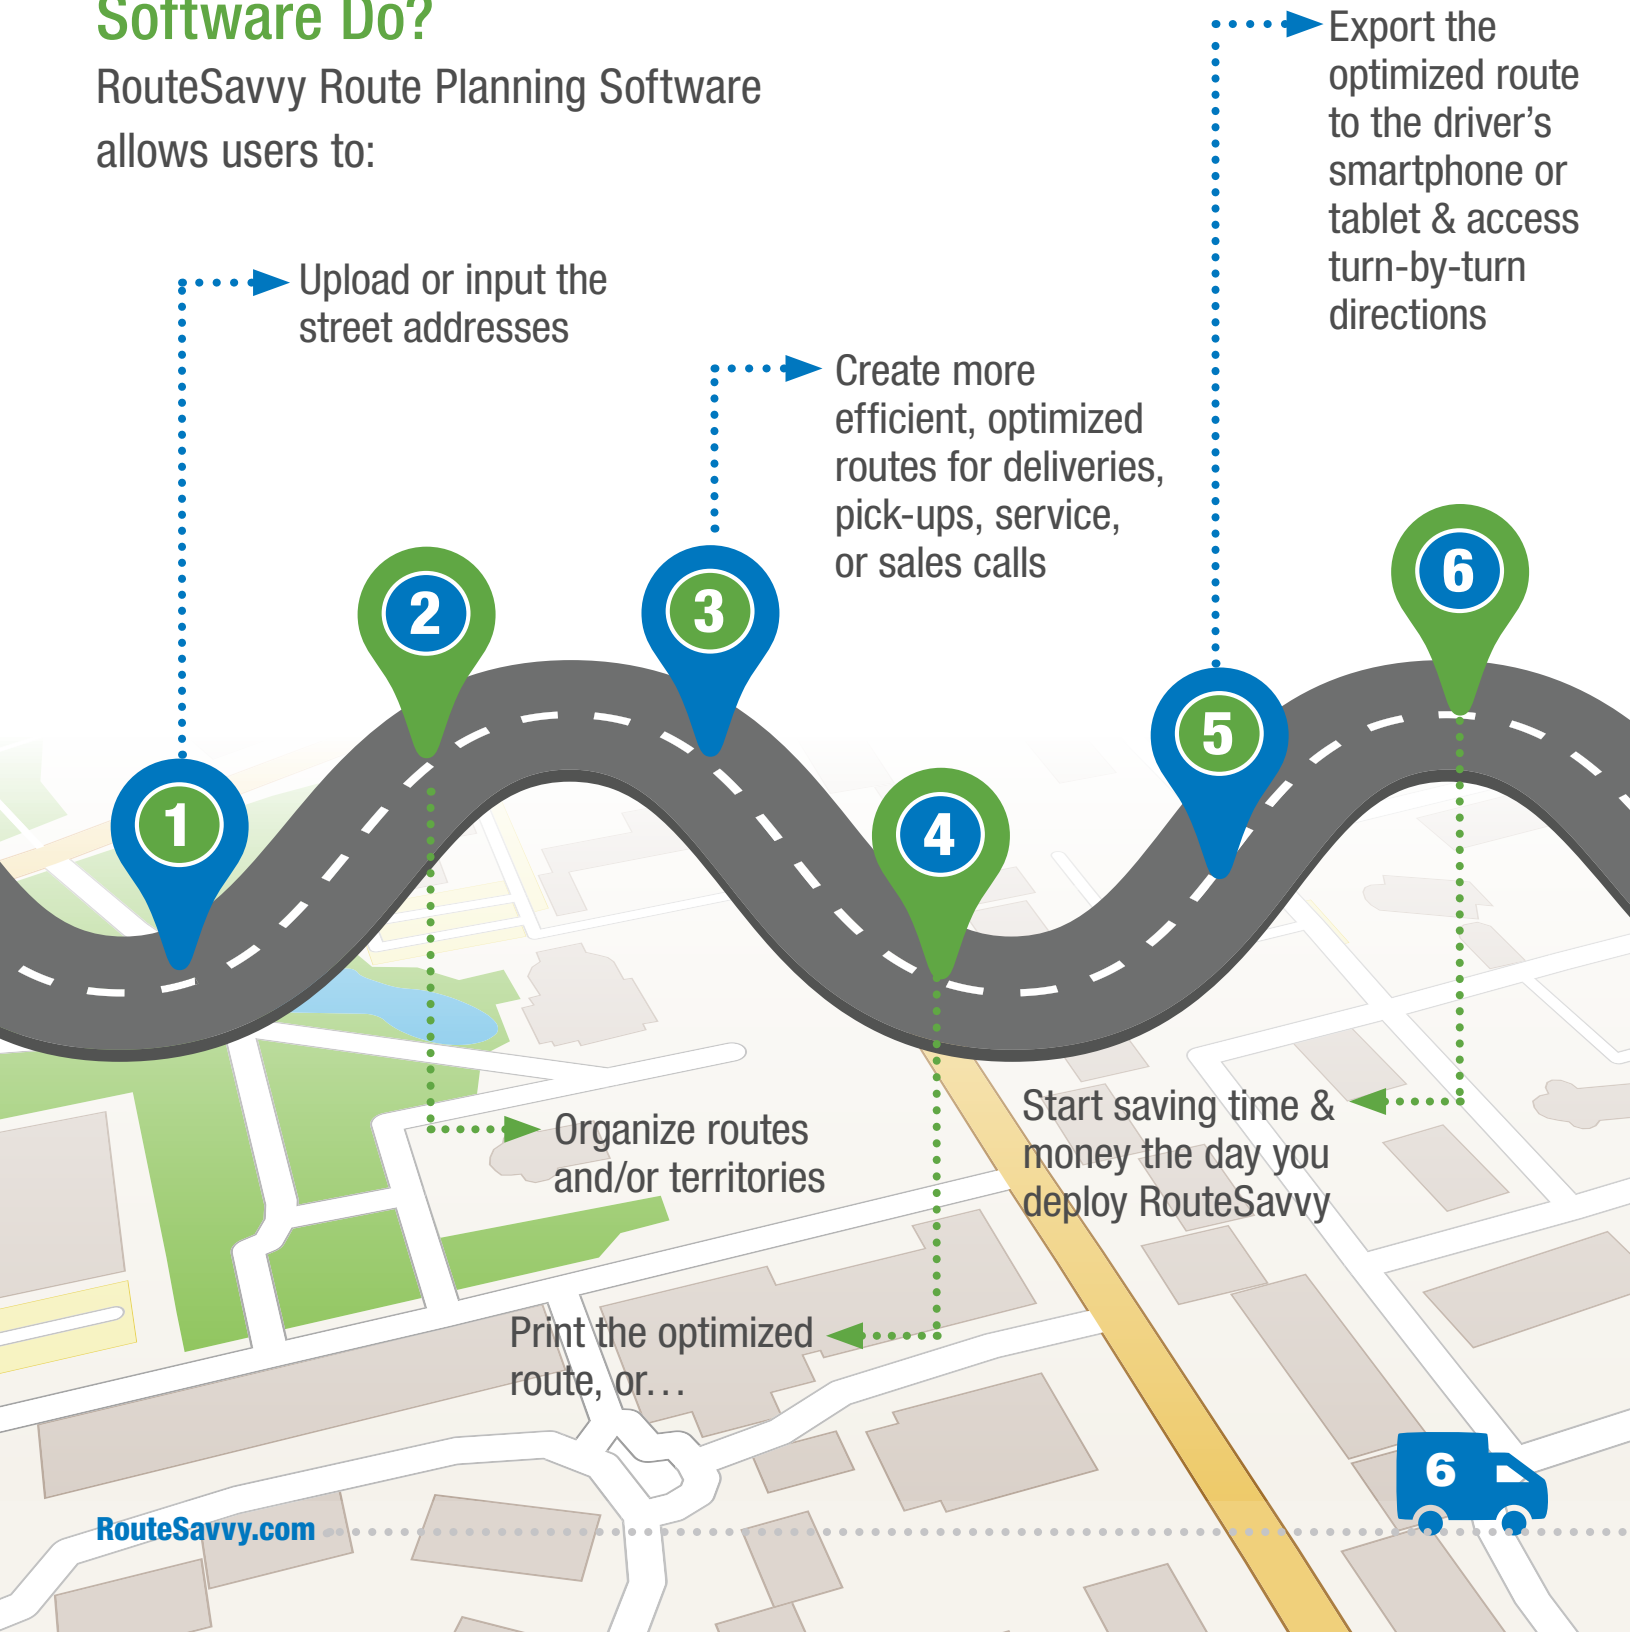 Software Do?
RouteSavvy Route Planning Software
allows users to:
1
Upload or input the
street addresses
2
Organize routes
and/or territories
3
Create more
efficient, optimized
routes for deliveries,
pick-ups, service,
or sales calls
4
Print the optimized
route, or…
5
Export the
optimized route
to the driver’s
smartphone or
tablet & access
turn-by-turn
directions
6
Start saving time &
money the day you
deploy RouteSavvy
RouteSavvy.com
6